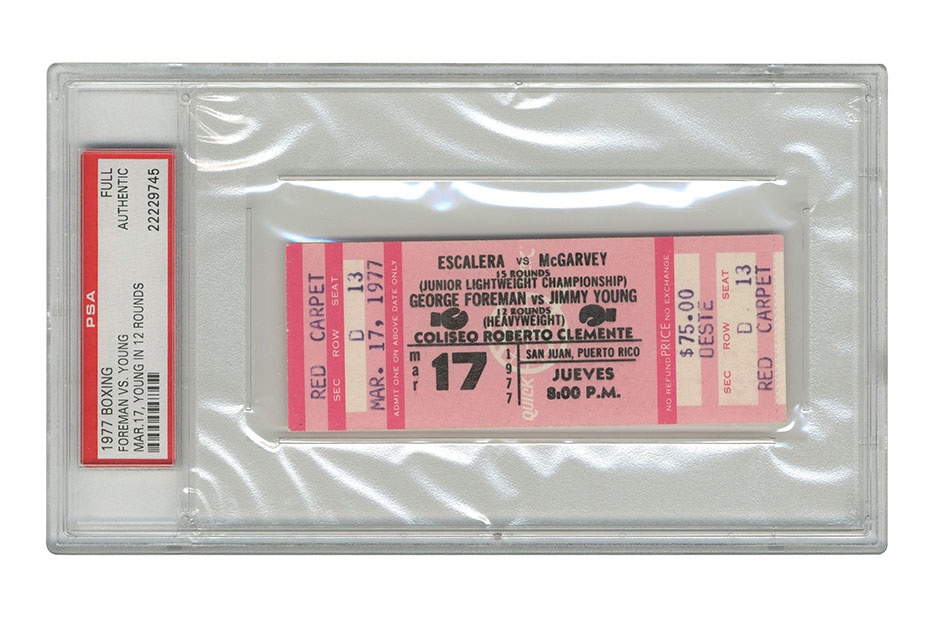 PSA
1977 BOXING
FULL
FOREMAN VS. YOUNG
AUTHENTIC
MAR.17, YOUNG IN 12 ROUNDS
22229745
RED CARPET
SEC ROW SEAT
D 13
MAR. 17, 1977
ADMIT ONE ON ABOVE DATE ONLY
ESCALERA vs McGARVEY
15 ROUNDS
(JUNIOR LIGHTWEIGHT CHAMPIONSHIP)
GEORGE FOREMAN vs JIMMY YOUNG
12 ROUNDS
(HEAVYWEIGHT)
COLISEO ROBERTO CLEMENTE
mar
17
1977
SAN JUAN, PUERTO RICO
JUEVES
8:00 P.M.
QUICK
NO REFUND PRICE NO EXCHANGE
$75.00
OESTE
SEC ROW SEAT
D 13
RED CARPET